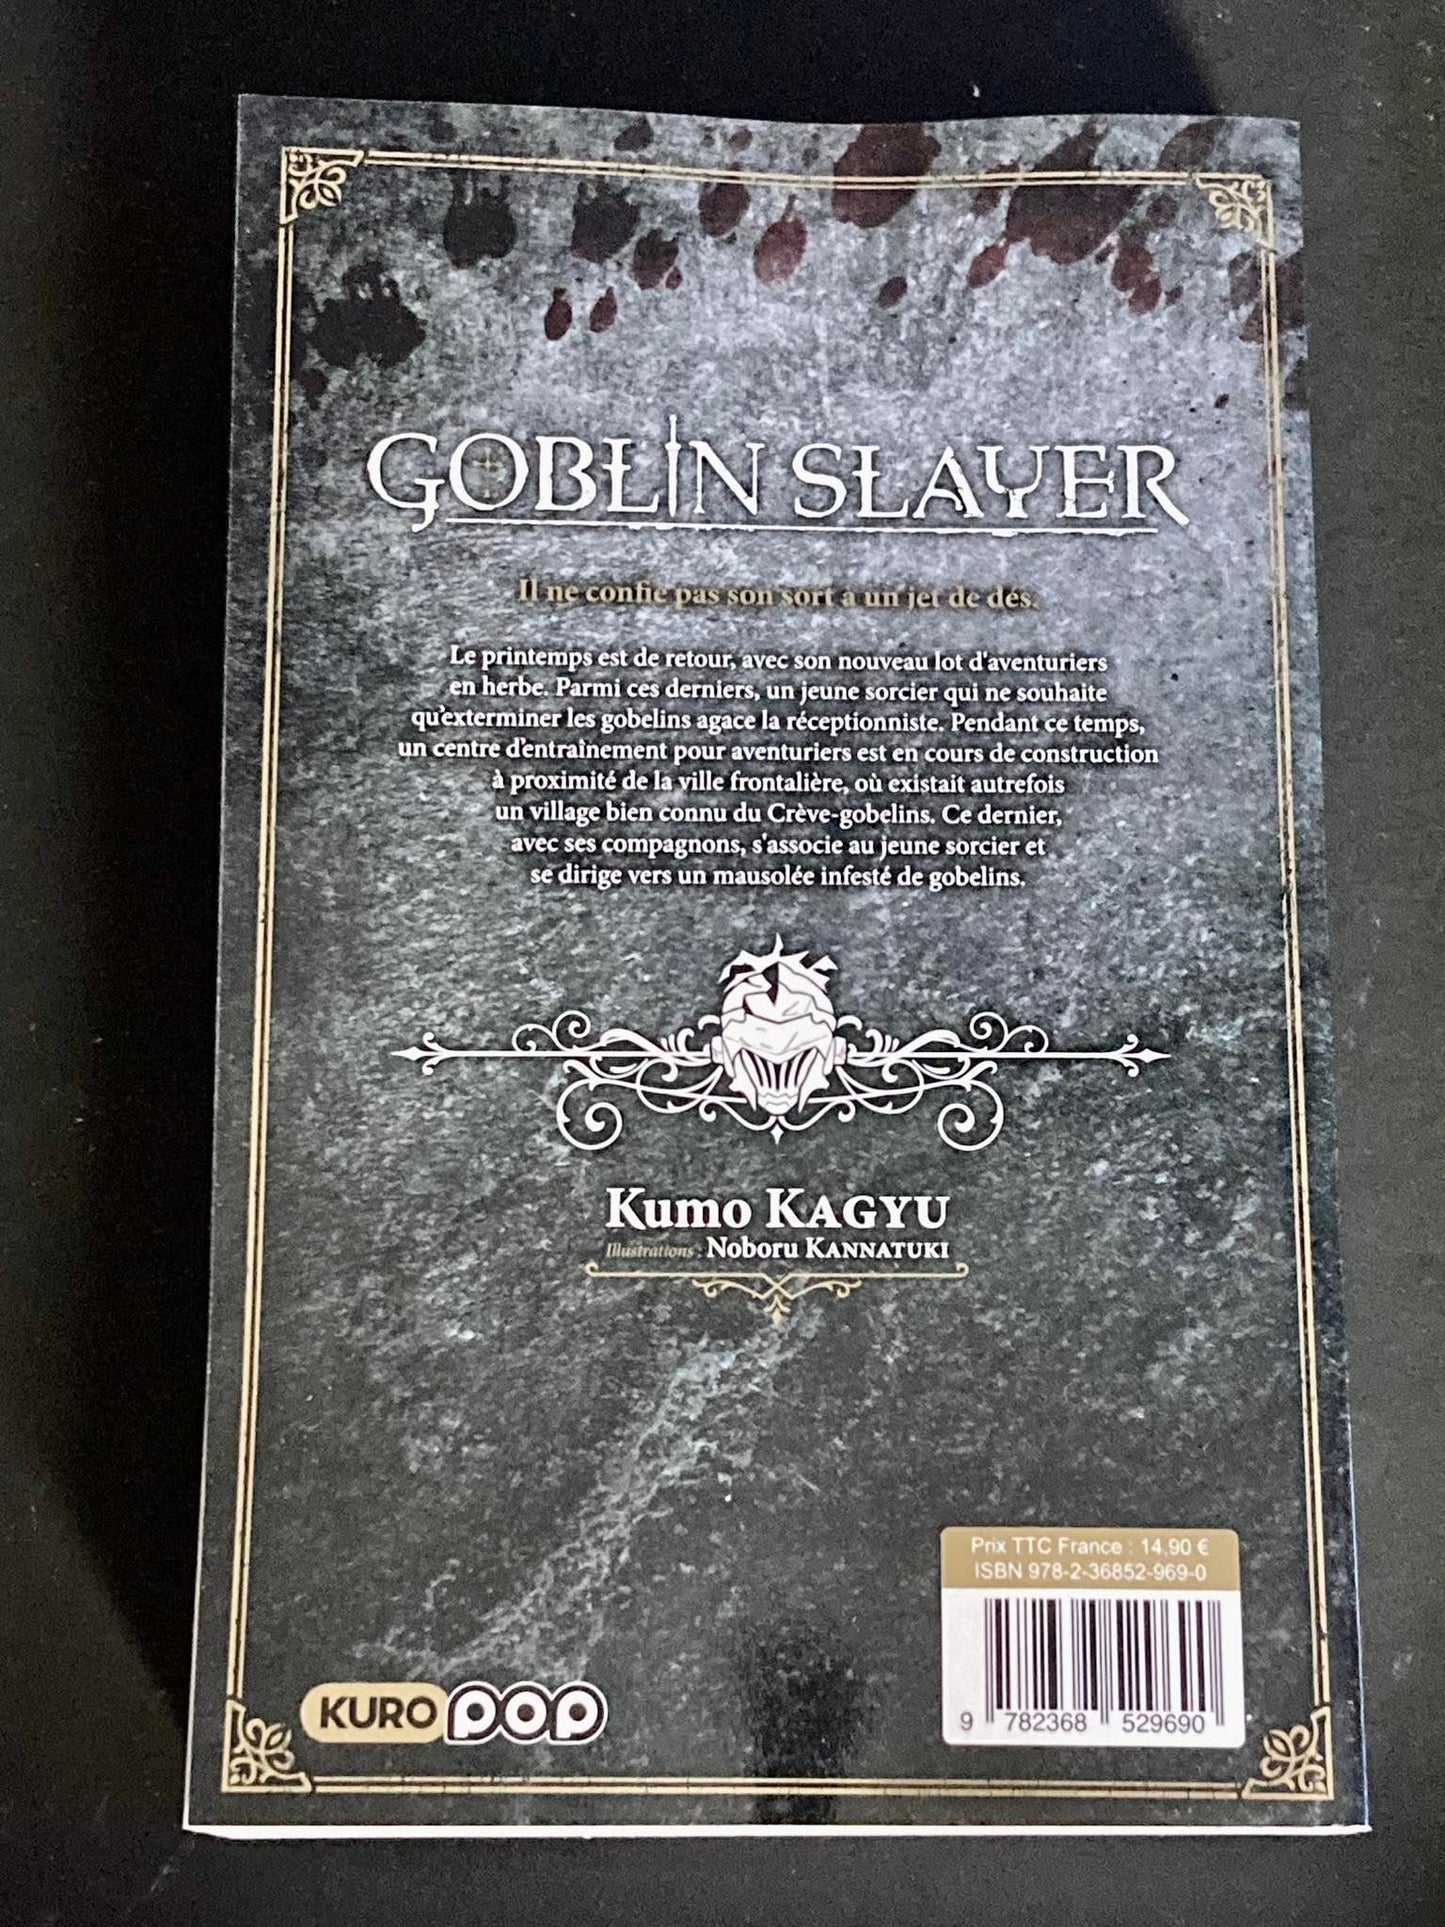 GOBLIN SLAYER
Il ne confie pas son sort à un jet de dés.
Le printemps est de retour, avec son nouveau lot d'aventuriers
en herbe. Parmi ces derniers, un jeune sorcier qui ne souhaite
qu'exterminer les gobelins agace la réceptionniste. Pendant ce temps,
un centre d'entraînement pour aventuriers est en cours de construction
à proximité de la ville frontalière, où existait autrefois
un village bien connu du Crève-gobelins. Ce dernier,
avec ses compagnons, s'associe au jeune sorcier et
se dirige vers un mausolée infesté de gobelins.
Kumo KAGYU
Illustrations : Noboru KANNATUKI
Prix TTC France : 14,90 €
ISBN 978-2-36852-969-0
9 782368 529690
KURO POP